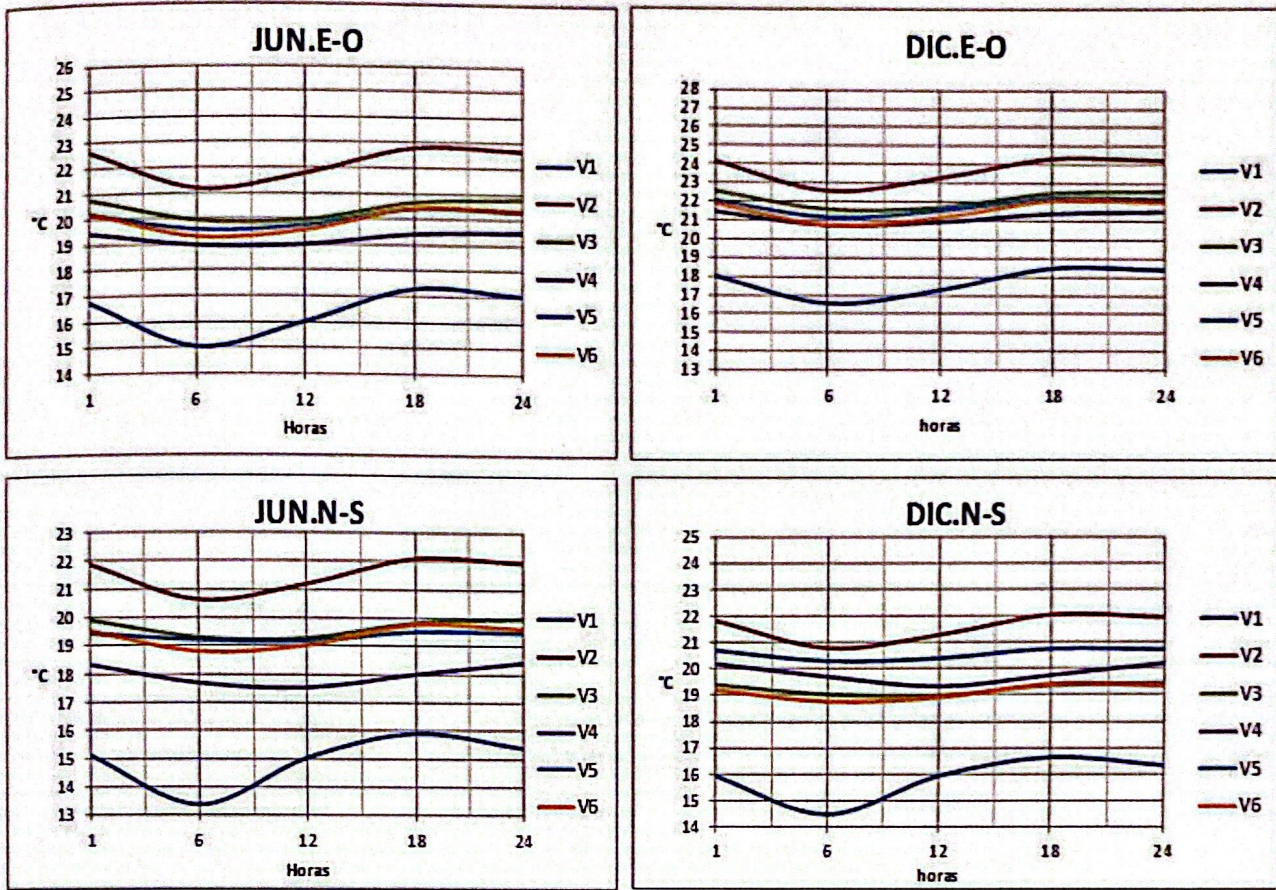 JUN.E-O
26
25
24
23
22
21
20
19
18
17
16
15
14
°C
1 6 12 18 24
Horas
V1
V2
V3
V4
V5
V6
DIC.E-O
28
27
26
25
24
23
22
21
20
19
18
17
16
15
14
13
°C
1 6 12 18 24
horas
V1
V2
V3
V4
V5
V6
JUN.N-S
23
22
21
20
19
18
17
16
15
14
13
°C
1 6 12 18 24
Horas
V1
V2
V3
V4
V5
V6
DIC.N-S
25
24
23
22
21
20
19
18
17
16
15
14
°C
1 6 12 18 24
horas
V1
V2
V3
V4
V5
V6